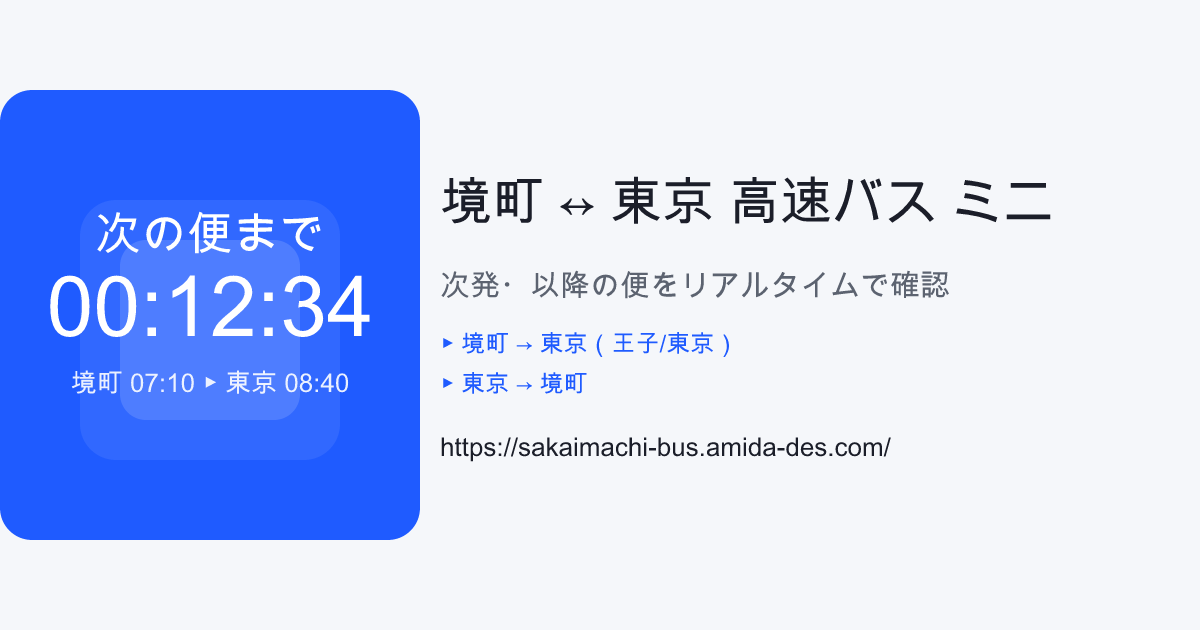 次の便まで
00:12:34
境町 07:10 ▸ 東京 08:40
境町 ↔ 東京 高速バス ミニ
次発・以降の便をリアルタイムで確認
▸ 境町 → 東京 ( 王子/東京 )
▸ 東京 → 境町
https://sakaimachi-bus.amida-des.com/